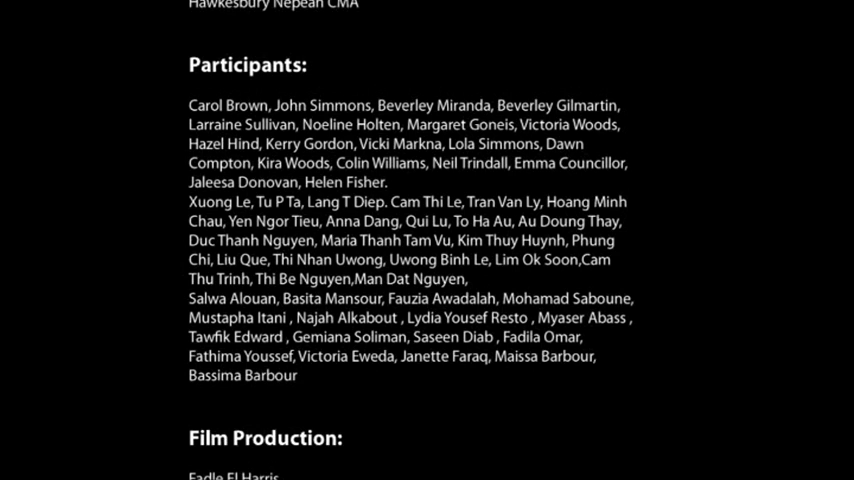 Hawkesbury Nepean CMA
Participants:
Carol Brown, John Simmons, Beverley Miranda, Beverley Gilmartin,
Larraine Sullivan, Noeline Holten, Margaret Goneis, Victoria Woods,
Hazel Hind, Kerry Gordon, Vicki Markna, Lola Simmons, Dawn
Compton, Kira Woods, Colin Williams, Neil Trindall, Emma Councillor,
Jaleesa Donovan, Helen Fisher.
Xuong Le, Tu P Ta, Lang T Diep. Cam Thi Le, Tran Van Ly, Hoang Minh
Chau, Yen Ngor Tieu, Anna Dang, Qui Lu, To Ha Au, Au Doung Thay,
Duc Thanh Nguyen, Maria Thanh Tam Vu, Kim Thuy Huynh, Phung
Chi, Liu Que, Thi Nhan Uwong, Uwong Binh Le, Lim Ok Soon,Cam
Thu Trinh, Thi Be Nguyen,Man Dat Nguyen,
Salwa Alouan, Basita Mansour, Fauzia Awadalah, Mohamad Saboune,
Mustapha Itani , Najah Alkabout , Lydia Yousef Resto , Myaser Abass ,
Tawfik Edward , Gemiana Soliman, Saseen Diab , Fadila Omar,
Fathima Youssef, Victoria Eweda, Janette Faraq, Maissa Barbour,
Bassima Barbour
Film Production:
Fadle El Harris